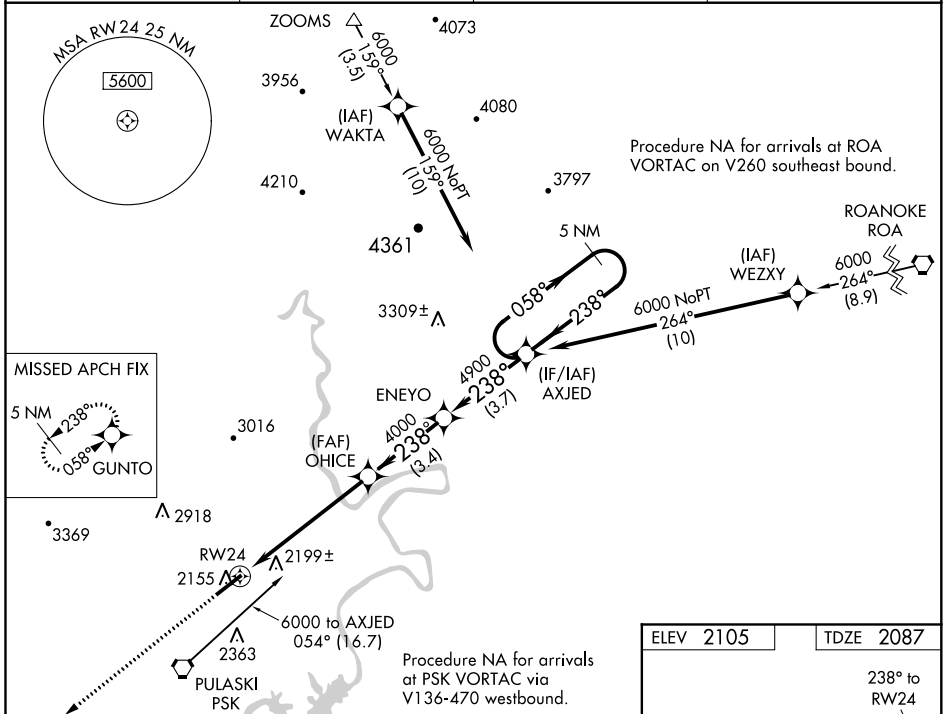 MSA RW 24 25 NM
5600
ZOOMS
6000
159°
(3.5)
4073
3956
(IAF)
WAKTA
4080
6000 NoPT
159°
(10)
Procedure NA for arrivals at ROA
VORTAC on V260 southeast bound.
4210
3797
4361
5 NM
ROANOKE
ROA
(IAF)
WEZXY
6000
264°
(8.9)
058°
238°
6000 NoPT
264°
(10)
3309±
(IF/IAF)
AXJED
4900
238°
(3.7)
MISSED APCH FIX
5 NM
238°
058°
GUNTO
ENEYO
4000
238°
(3.4)
3016
(FAF)
OHICE
2918
3369
RW24
2199±
2155
6000 to AXJED
054° (16.7)
2363
PULASKI
PSK
Procedure NA for arrivals
at PSK VORTAC via
V136-470 westbound.
ELEV 2105
TDZE 2087
238° to
RW24